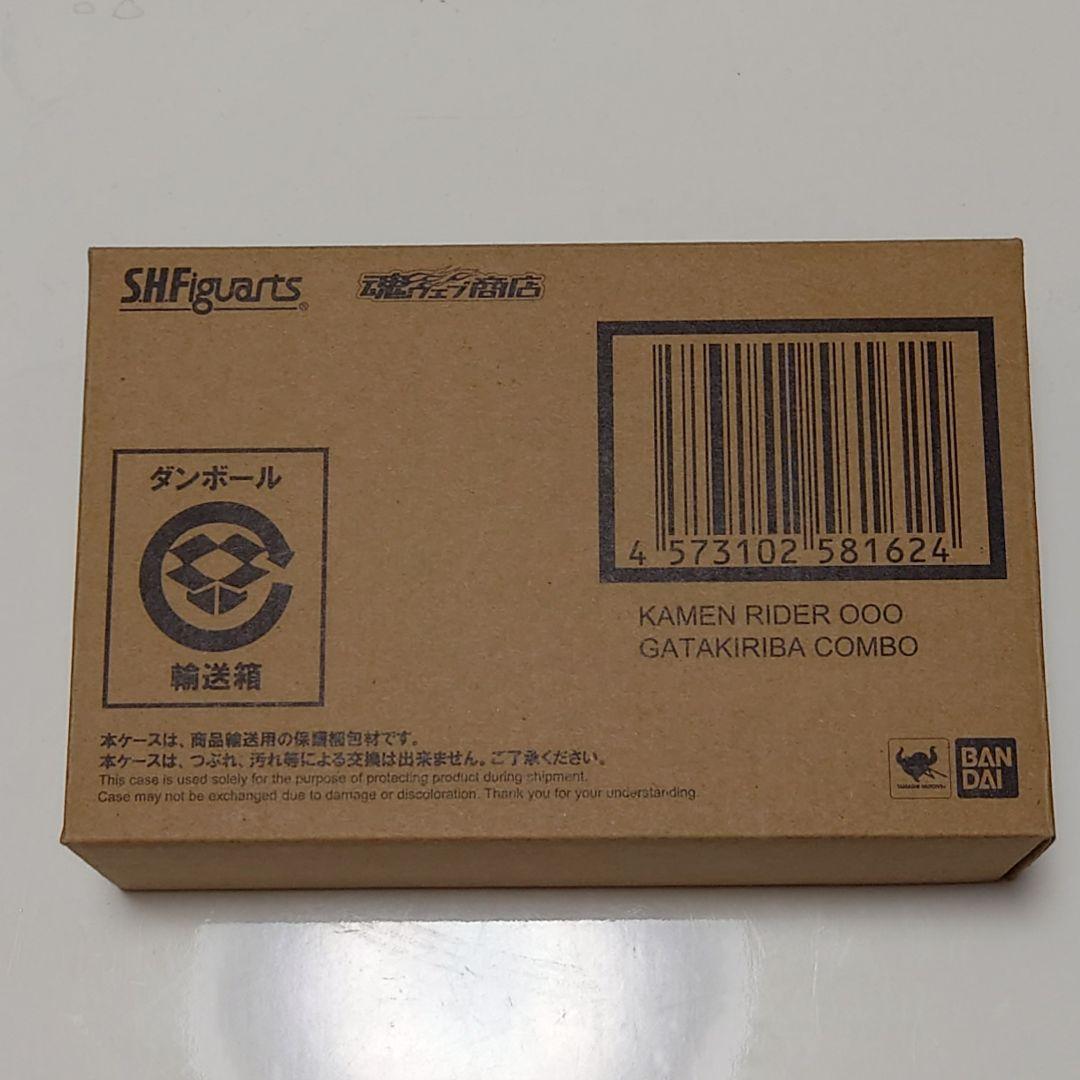 S.H.Figuarts®
魂ウェブ商店
4 573102 581624
KAMEN RIDER OOO
GATAKIRIBA COMBO
ダンボール
輸送箱
本ケースは、商品輸送用の保護梱包材です。
本ケースは、つぶれ、汚れ等による交換は出来ません。ご了承ください。
This case is used solely for the purpose of protecting product during shipment.
Case may not be exchanged due to damage or discoloration. Thank you for your understanding.
TAMASHII NATIONS
BAN
DAI